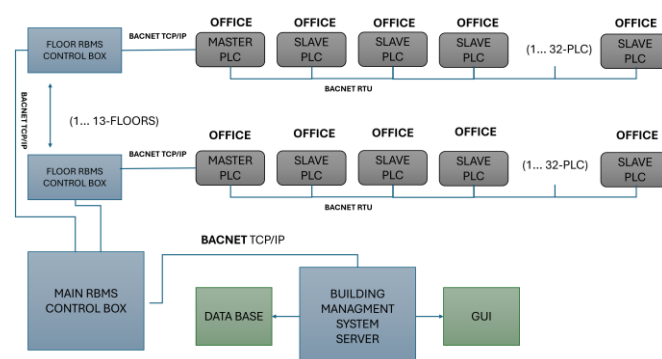 OFFICE OFFICE OFFICE OFFICE OFFICE
FLOOR RBMS
CONTROL BOX
BACNET TCP/IP
MASTER
PLC
SLAVE
PLC
SLAVE
PLC
SLAVE
PLC
(1... 32-PLC)
SLAVE
PLC
BACNET RTU
BACNET TCP/IP
(1... 13-FLOORS)
OFFICE OFFICE OFFICE OFFICE OFFICE
FLOOR RBMS
CONTROL BOX
BACNET TCP/IP
MASTER
PLC
SLAVE
PLC
SLAVE
PLC
SLAVE
PLC
(1... 32-PLC)
SLAVE
PLC
BACNET RTU
BACNET TCP/IP
MAIN RBMS
CONTROL BOX
DATA BASE
BUILDING
MANAGMENT
SYSTEM
SERVER
GUI